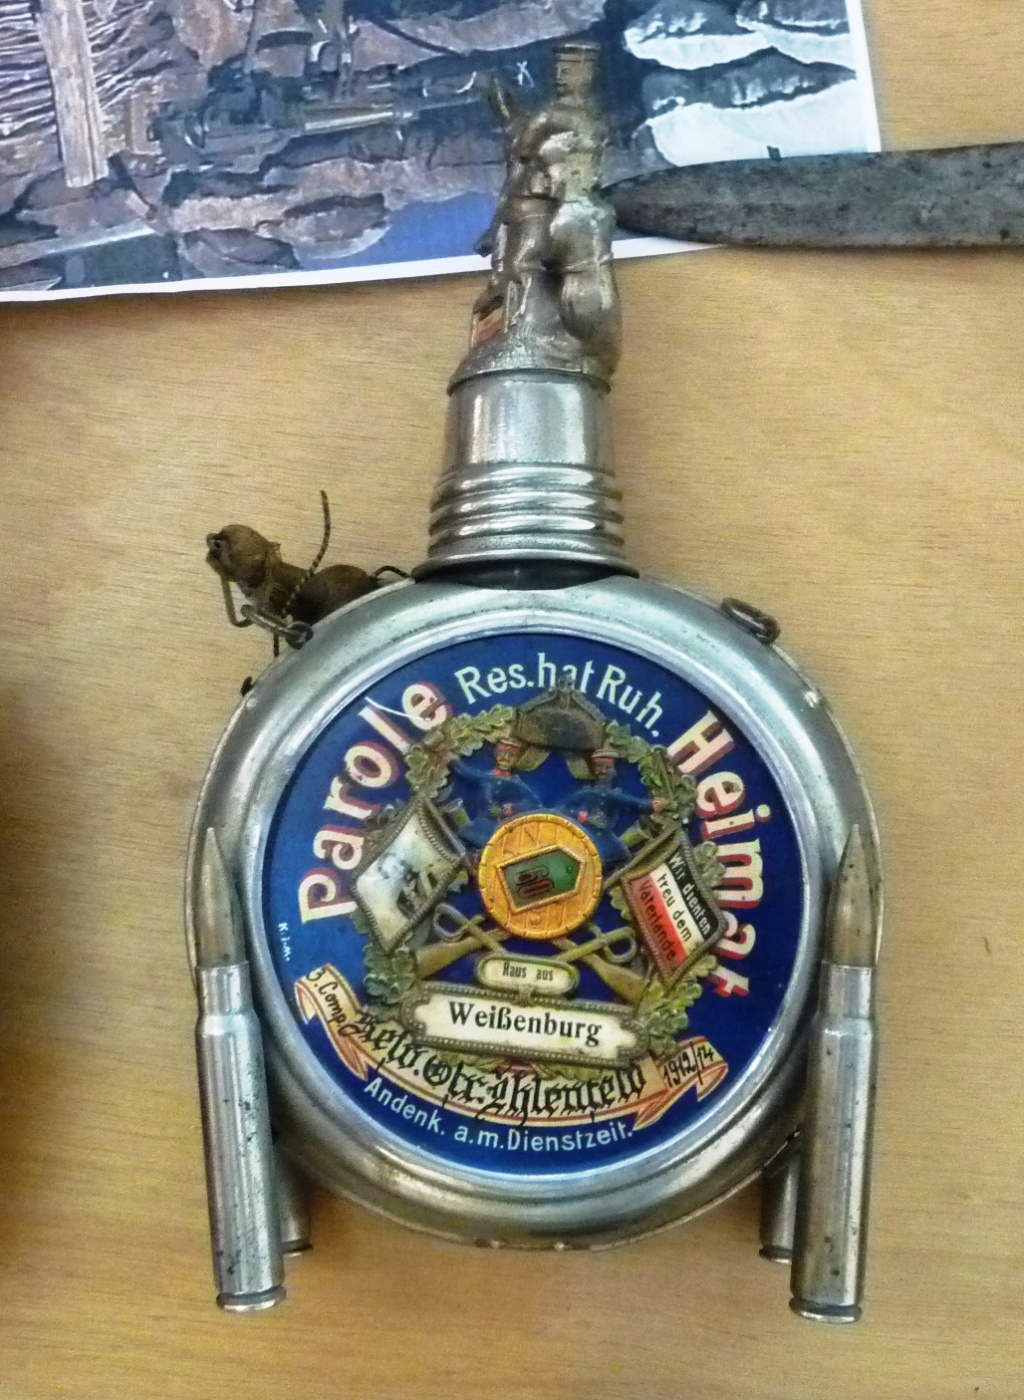 Res.hat Ruh.
Parole Heimat
Wir dienten
treu dem
Vaterlande
60
K.i.M.
Raus aus
Weißenburg
3. Comp.
1912/14
Andenk. a.m. Dienstzeit.